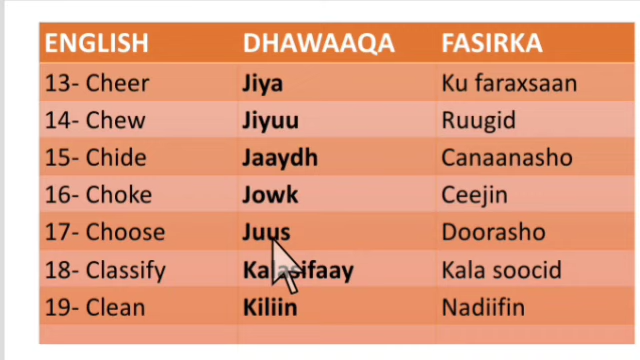 ENGLISH DHAWAAQA FASIRKA
13- Cheer Jiya Ku faraxsaan
14- Chew Jiyuu Ruugid
15- Chide Jaaydh Canaanasho
16- Choke Jowk Ceejin
17- Choose Juus Doorasho
18- Classify Kalasifaay Kala soocid
19- Clean Kiliin Nadiifin